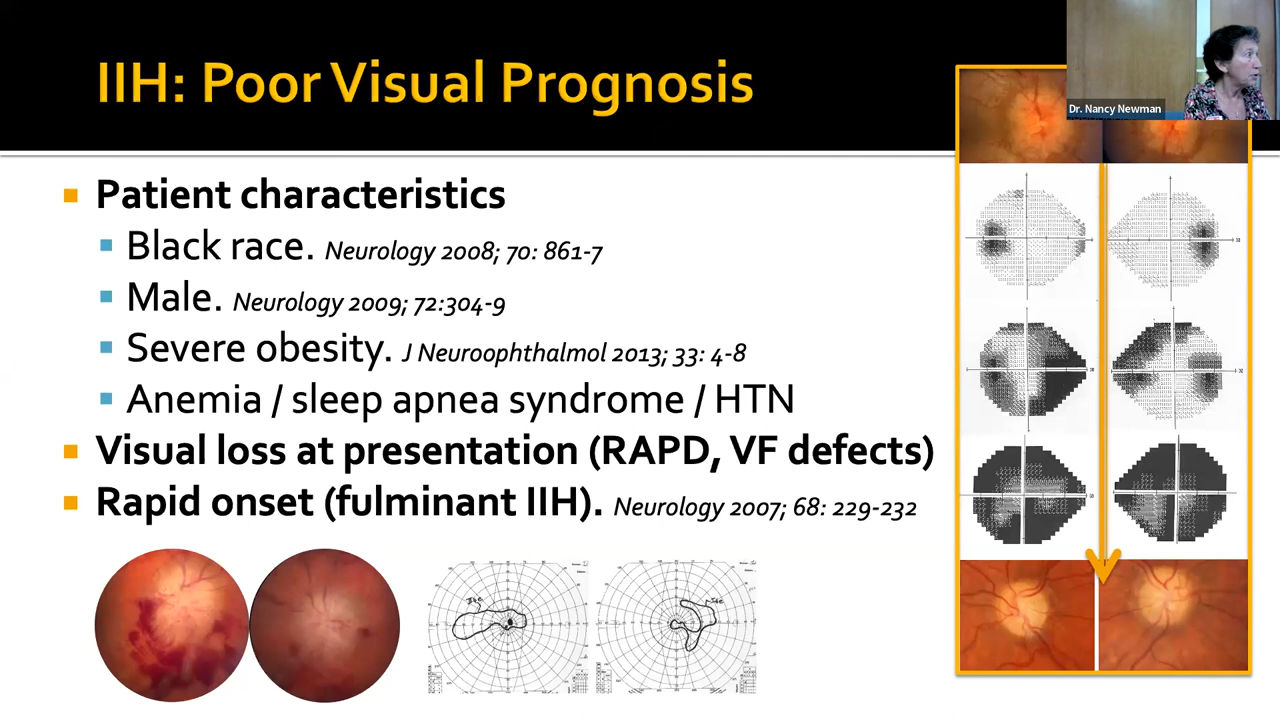 IIH: Poor Visual Prognosis
Dr. Nancy Newman
Patient characteristics
Black race. Neurology 2008; 70: 861-7
Male. Neurology 2009; 72:304-9
Severe obesity. J Neuroophthalmol 2013; 33: 4-8
Anemia / sleep apnea syndrome / HTN
Visual loss at presentation (RAPD, VF defects)
Rapid onset (fulminant IIH). Neurology 2007; 68: 229-232